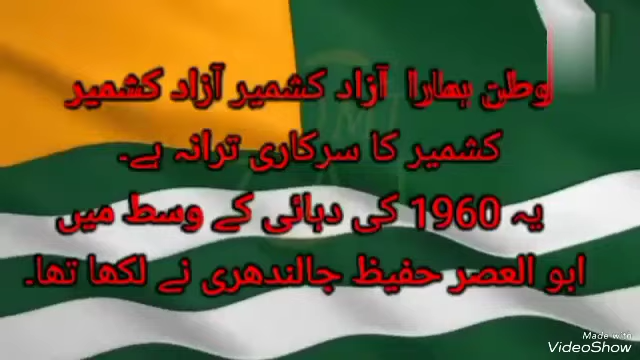 وطن ہمارا آزاد کشمیر آزاد کشمیر
کشمیر کا سرکاری ترانہ ہے۔
یہ 1960 کی دہائی کے وسط میں
ابو العصر حفیظ جالندھری نے لکھا تھا۔
Made with
VideoShow